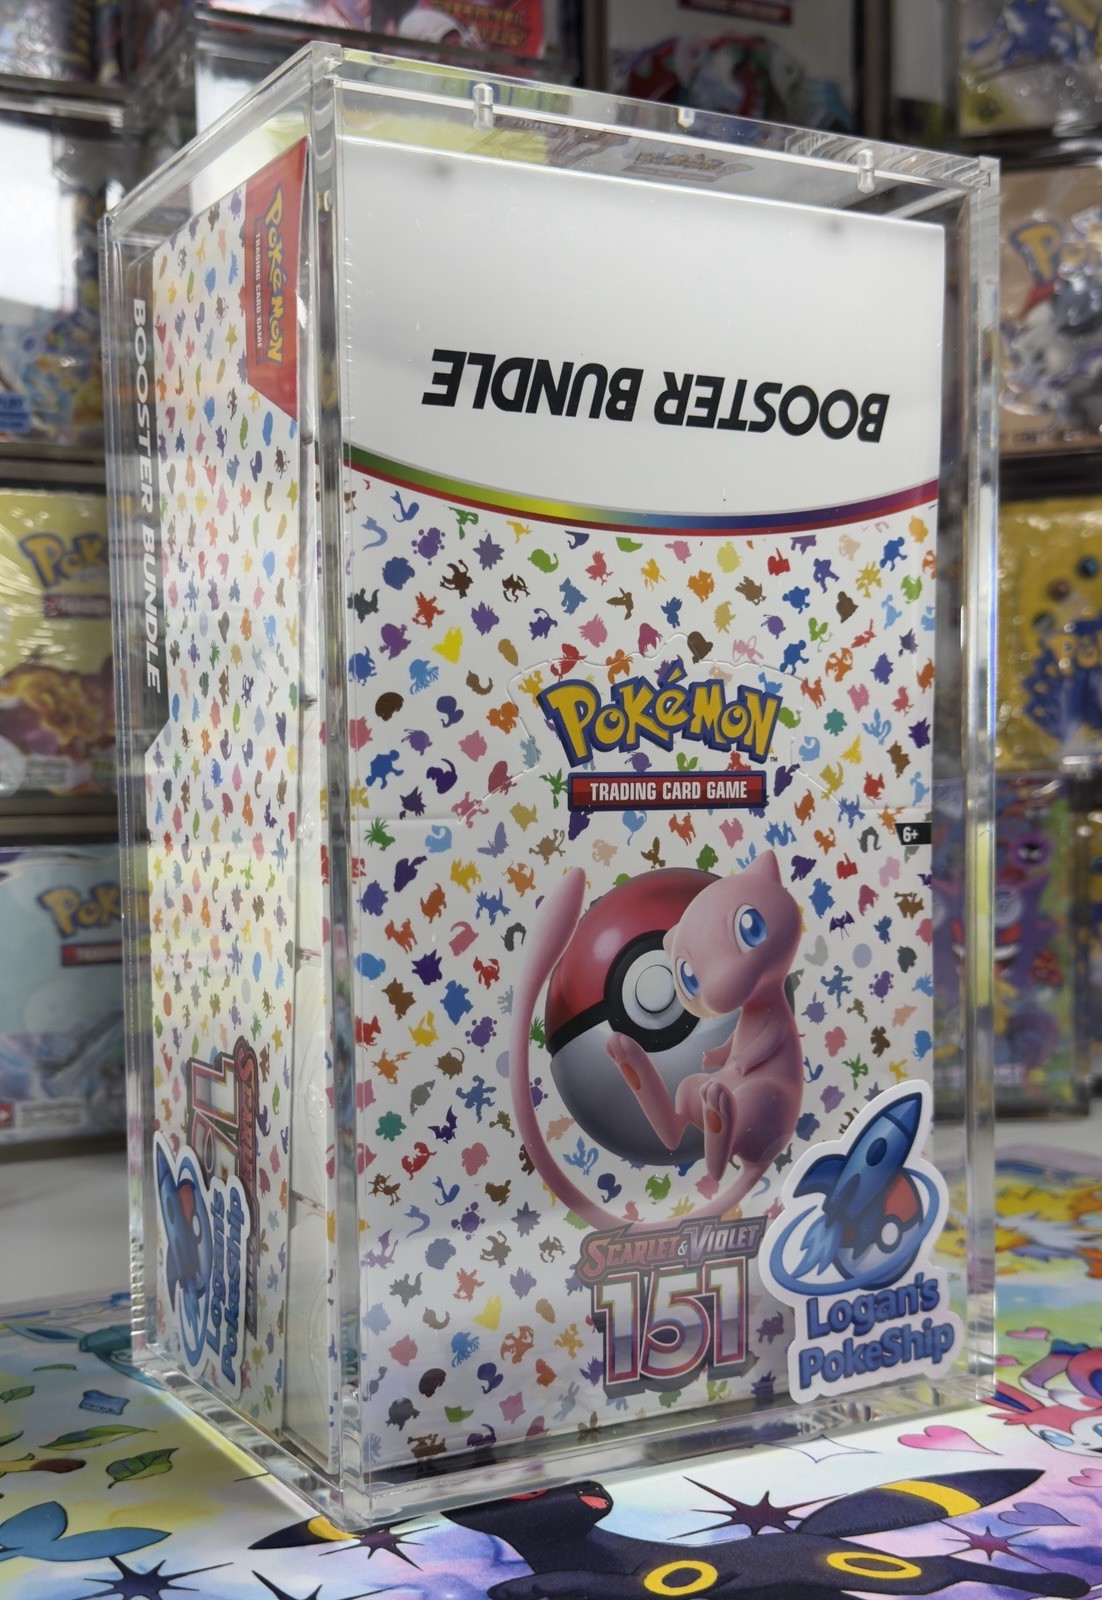 BOOSTER BUNDLE
Pokémon
TRADING CARD GAME
6+
SCARLET & VIOLET
151
Logan's
PokeShip
Pokémon
TRADING CARD GAME
BOOSTER BUNDLE
Logan's
PokeShip